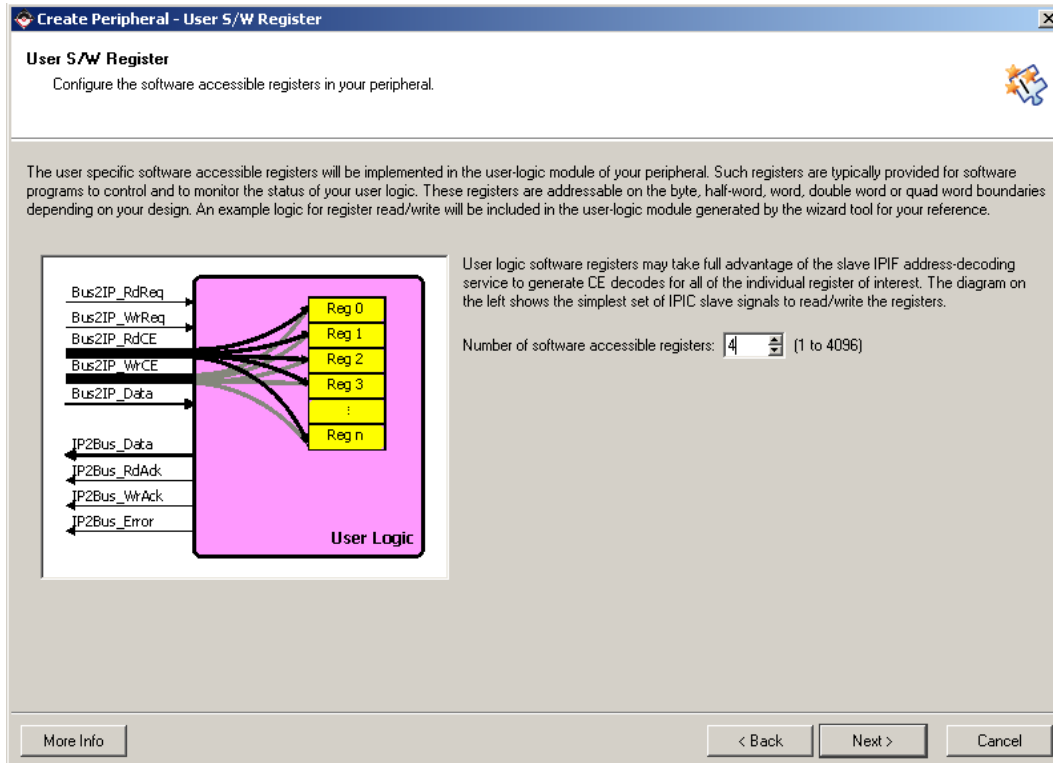 Create Peripheral - User S/W Register
User S/W Register
Configure the software accessible registers in your peripheral.
The user specific software accessible registers will be implemented in the user-logic module of your peripheral. Such registers are typically provided for software
programs to control and to monitor the status of your user logic. These registers are addressable on the byte, half-word, word, double word or quad word boundaries
depending on your design. An example logic for register read/write will be included in the user-logic module generated by the wizard tool for your reference.
Bus2IP_RdReq
Bus2IP_WrReq
Bus2IP_RdCE
Bus2IP_WrCE
Bus2IP_Data
IP2Bus_Data
IP2Bus_RdAck
IP2Bus_WrAck
IP2Bus_Error
Reg 0
Reg 1
Reg 2
Reg 3
:
Reg n
User Logic
User logic software registers may take full advantage of the slave IPIF address-decoding
service to generate CE decodes for all of the individual register of interest. The diagram on
the left shows the simplest set of IPIC slave signals to read/write the registers.
Number of software accessible registers: 4 (1 to 4096)
More Info
< Back
Next >
Cancel